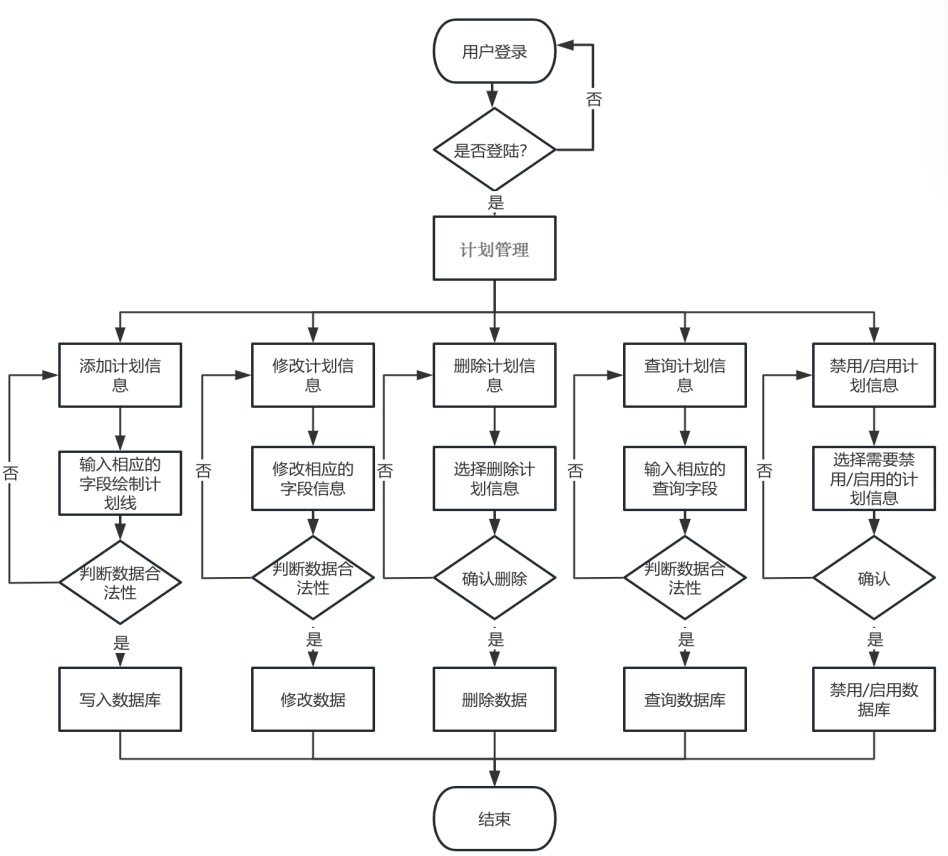 用户登录
否
是否登陆?
是
计划管理
添加计划信
息
修改计划信
息
删除计划信
息
查询计划信
息
禁用/启用计
划信息
否
输入相应的
字段绘制计
划线
否
修改相应的
字段信息
否
选择删除计
划信息
否
输入相应的
查询字段
否
选择需要禁
用/启用的计
划信息
判断数据合
法性
判断数据合
法性
确认删除
判断数据合
法性
确认
是
是
是
是
是
写入数据库
修改数据
删除数据
查询数据库
禁用/启用数
据库
结束